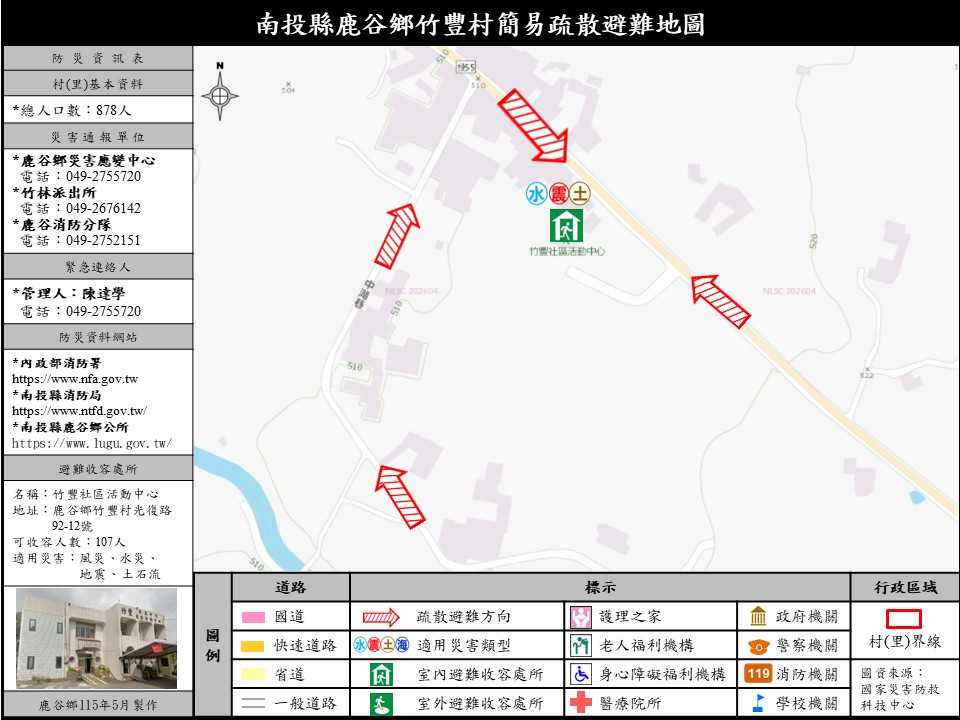 南投縣鹿谷鄉竹豐村簡易疏散避難地圖
防災資訊表
村(里)基本資料
*總人口數：878人
災害通報單位
*鹿谷鄉災害應變中心
電話：049-2755720
*竹林派出所
電話：049-2676142
*鹿谷消防分隊
電話：049-2752151
緊急連絡人
*管理人：陳達學
電話：049-2755720
防災資料網站
*內政部消防署
https://www.nfa.gov.tw
*南投縣消防局
https://www.ntfd.gov.tw/
*南投縣鹿谷鄉公所
https://www.lugu.gov.tw/
避難收容處所
名稱：竹豐社區活動中心
地址：鹿谷鄉竹豐村光復路
92-12號
可收容人數：107人
適用災害：風災、水災、
地震、土石流
鹿谷鄉115年5月製作
N
504
510
投55
510
水 震 土
竹豐社區活動中心
NLSC 202604
NLSC 202604
510
520
510
522
510
510
圖例
道路
標示
行政區域
國道
疏散避難方向
護理之家
政府機關
村(里)界線
快速道路
水 震 土 海
適用災害類型
老人福利機構
警察機關
省道
室內避難收容處所
身心障礙福利機構
119
消防機關
圖資來源：
國家災害防救
科技中心
一般道路
室外避難收容處所
醫療院所
學校機關